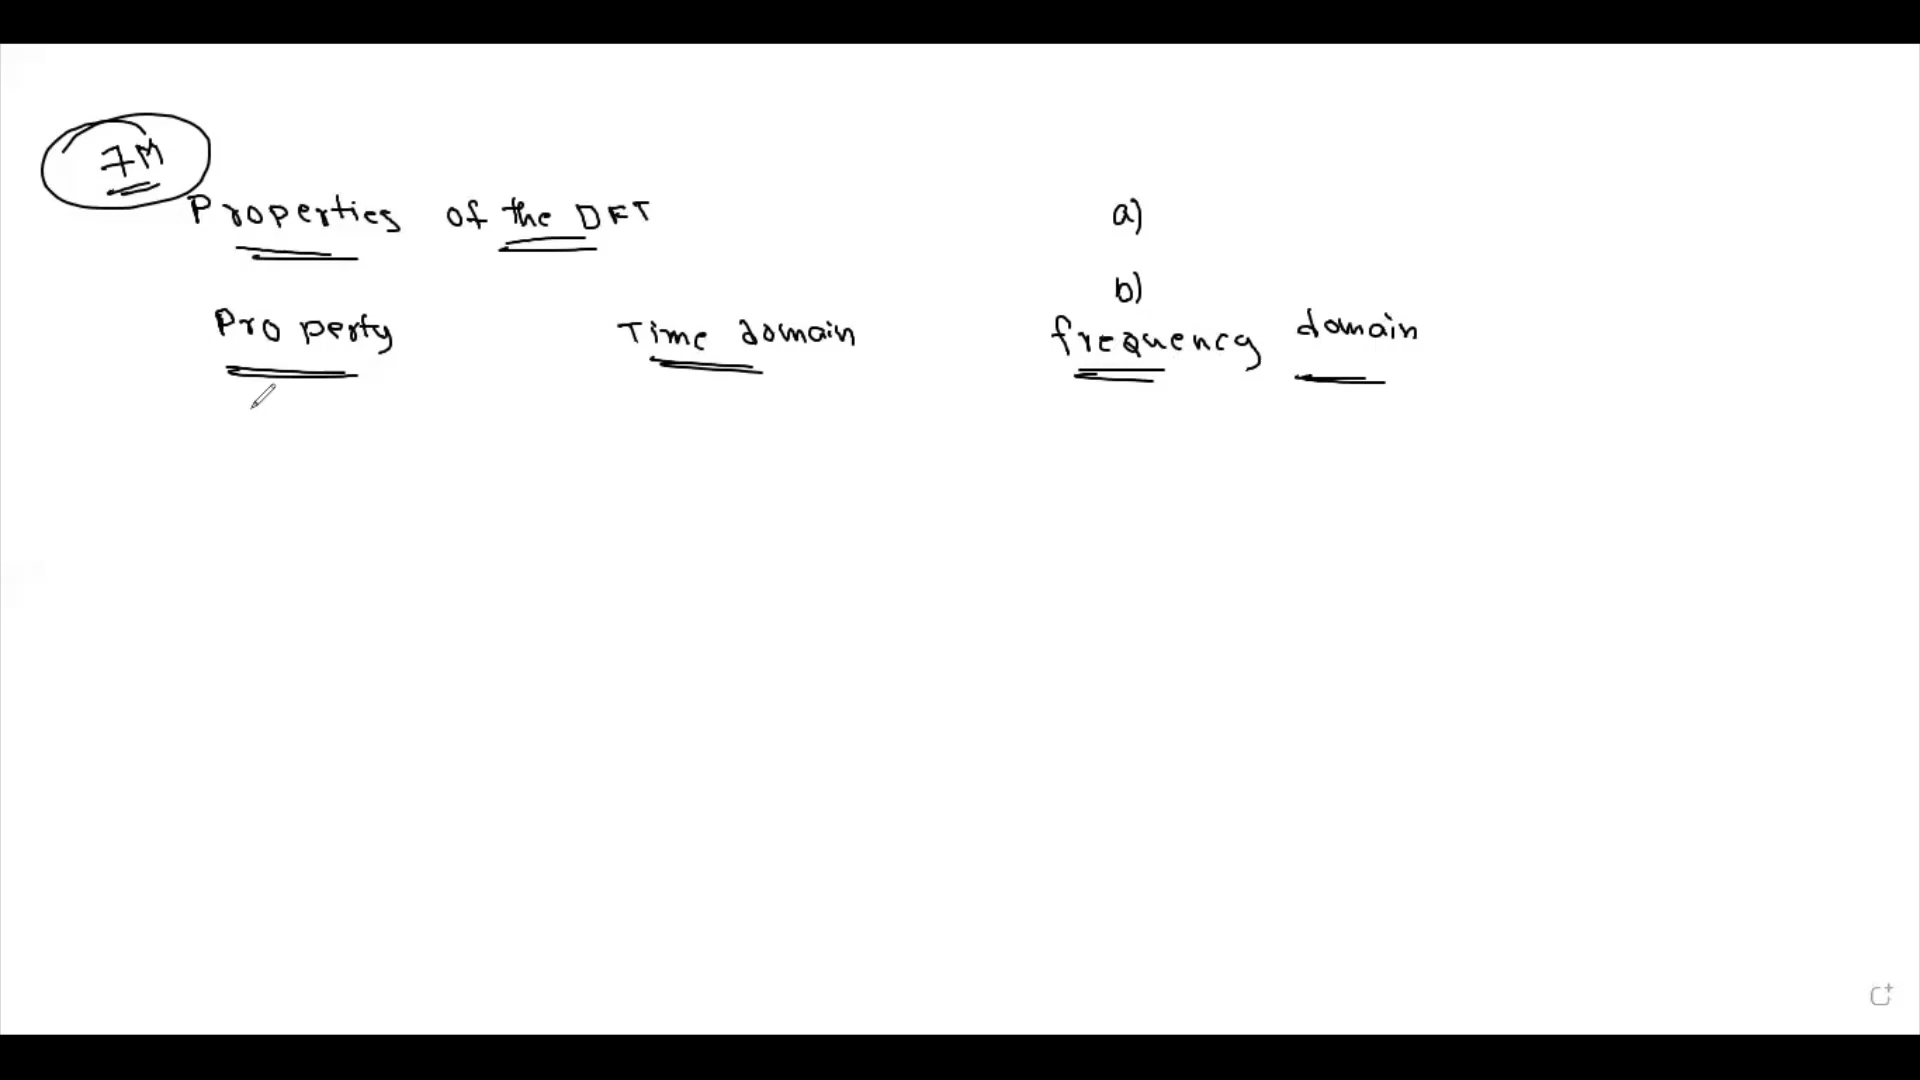 7M
Properties of the DFT
a)
b)
Property Time domain frequency domain